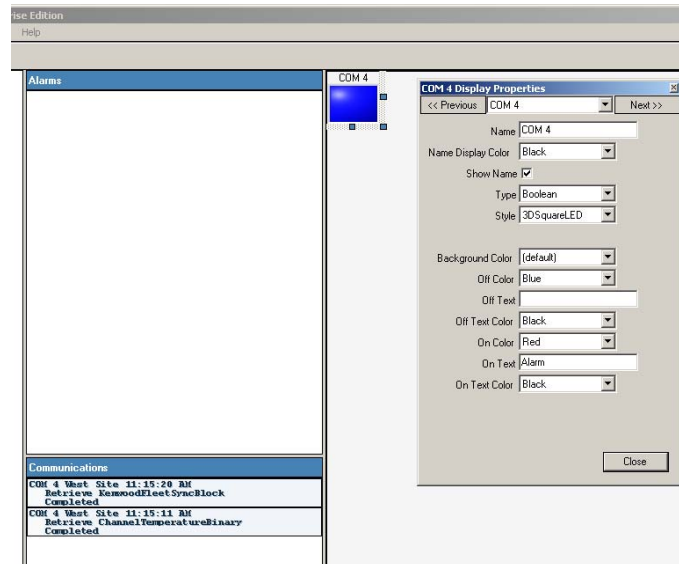 rise Edition
Help
Alarms
COM 4
COM 4 Display Properties
<< Previous COM 4 Next >>
Name COM 4
Name Display Color Black
Show Name
Type Boolean
Style 3DSquareLED
Background Color (default)
Off Color Blue
Off Text
Off Text Color Black
On Color Red
On Text Alarm
On Text Color Black
Close
Communications
COM 4 West Site 11:15:20 AM
Retrieve KenwoodFleetSyncBlock
Completed
COM 4 West Site 11:15:11 AM
Retrieve ChannelTemperatureBinary
Completed